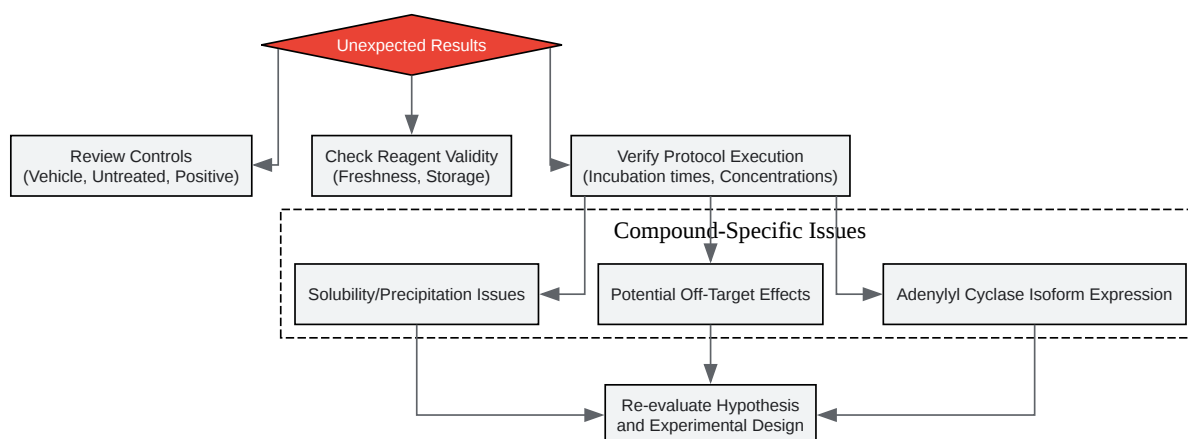 Unexpected Results
Review Controls
(Vehicle, Untreated, Positive)
Check Reagent Validity
(Freshness, Storage)
Verify Protocol Execution
(Incubation times, Concentrations)
Compound-Specific Issues
Solubility/Precipitation Issues
Potential Off-Target Effects
Adenylyl Cyclase Isoform Expression
Re-evaluate Hypothesis
and Experimental Design